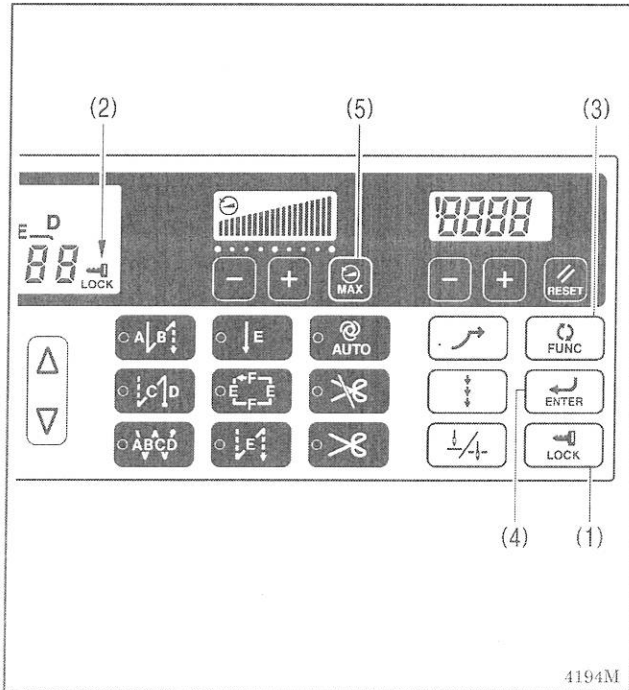 (2) (5) (3)
E D
88 LOCK
!8888
− + MAX − + RESET
A B E AUTO FUNC
C D E F E F ENTER
ABCD E LOCK
(4) (1)
4194M